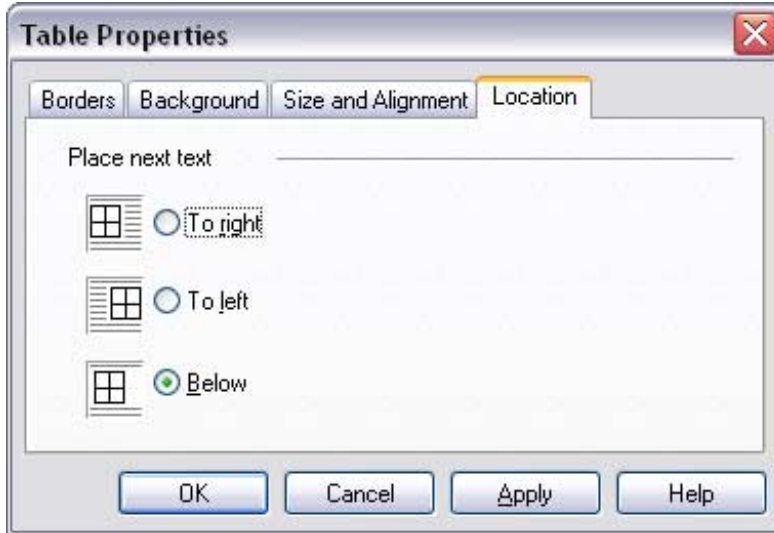 Table Properties
Borders Background Size and Alignment Location
Place next text
To right
To left
Below
OK Cancel Apply Help